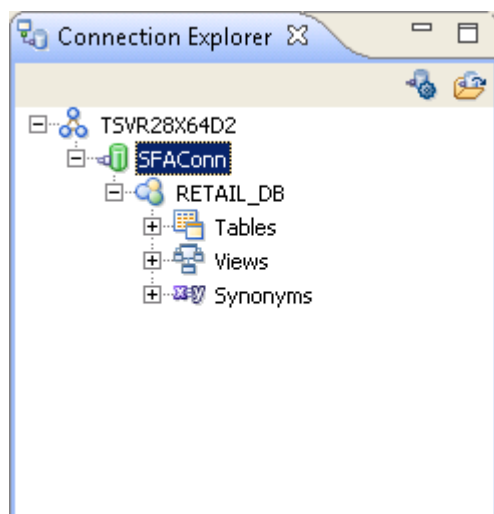 Connection Explorer
TSVR28X64D2
SFAConn
RETAIL_DB
Tables
Views
Synonyms